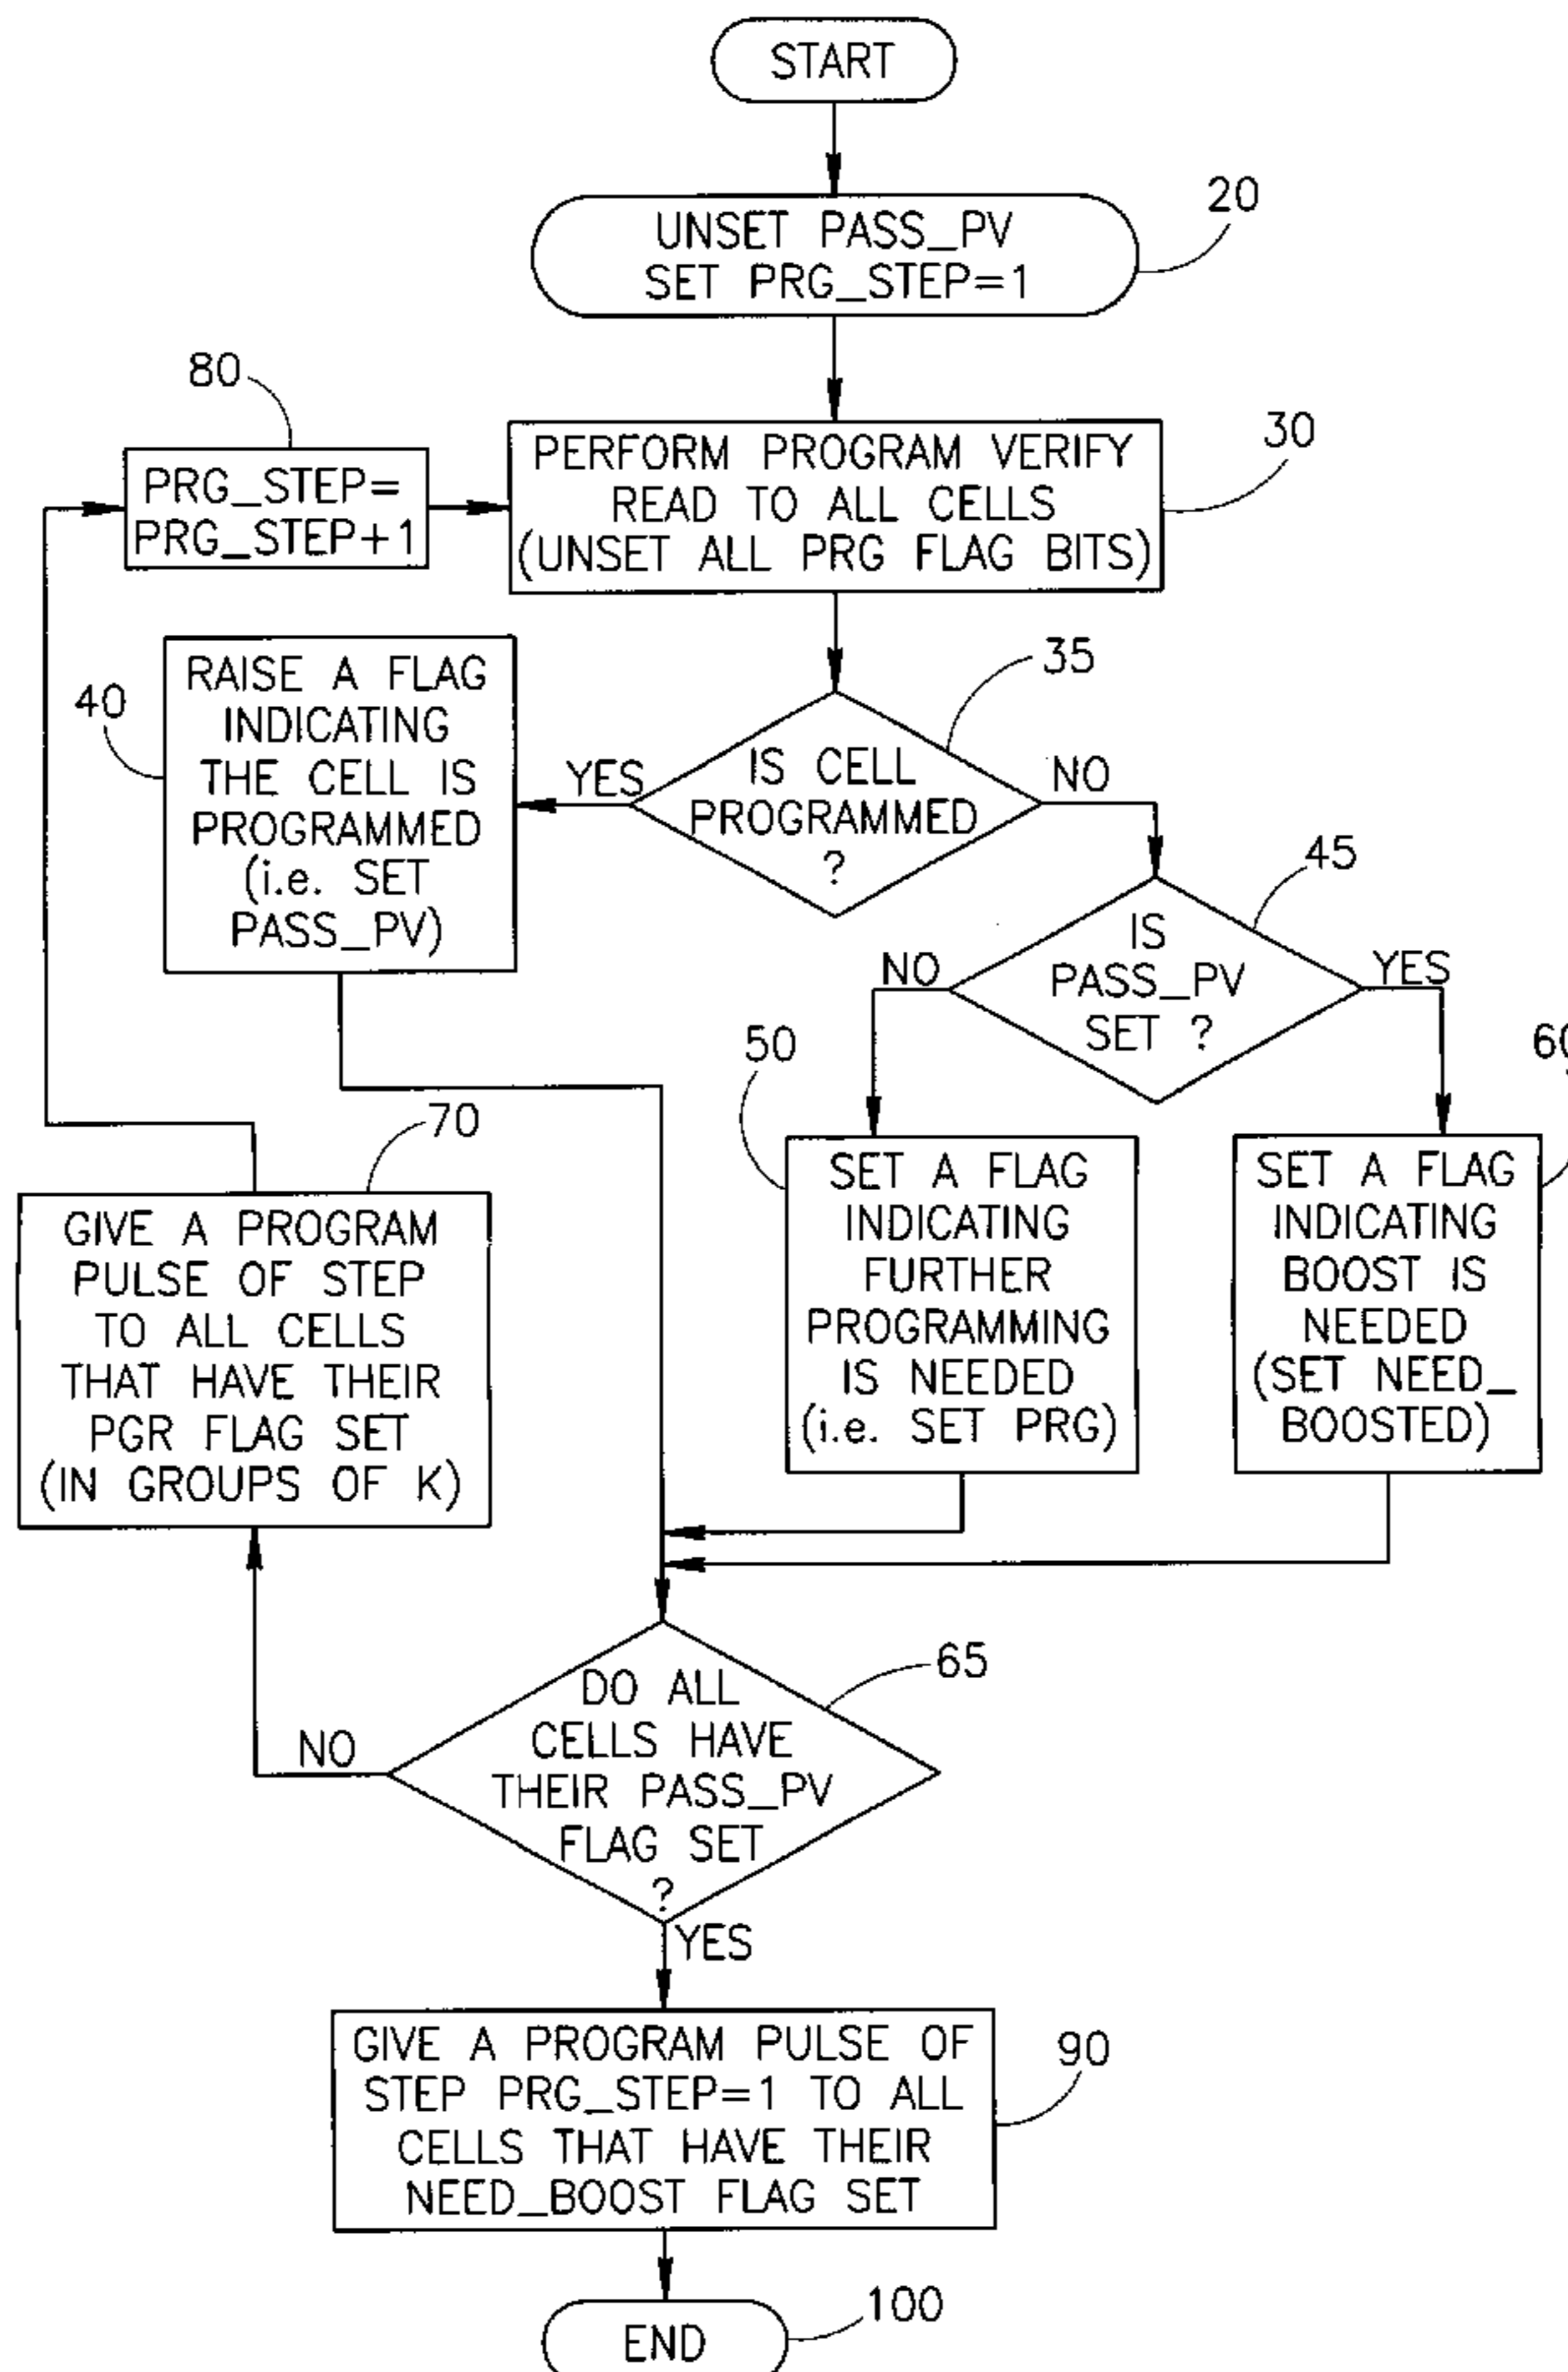 START
UNSET PASS_PV
SET PRG_STEP=1
20
80
PRG_STEP=
PRG_STEP+1
PERFORM PROGRAM VERIFY
READ TO ALL CELLS
(UNSET ALL PRG FLAG BITS)
30
40
RAISE A FLAG
INDICATING
THE CELL IS
PROGRAMMED
(i.e. SET
PASS_PV)
YES
IS CELL
PROGRAMMED
?
35
NO
45
IS
PASS_PV
SET ?
NO
YES
50
SET A FLAG
INDICATING
FURTHER
PROGRAMMING
IS NEEDED
(i.e. SET PRG)
60
SET A FLAG
INDICATING
BOOST IS
NEEDED
(SET NEED_
BOOSTED)
70
GIVE A PROGRAM
PULSE OF STEP
TO ALL CELLS
THAT HAVE THEIR
PGR FLAG SET
(IN GROUPS OF K)
65
DO ALL
CELLS HAVE
THEIR PASS_PV
FLAG SET
?
NO
YES
GIVE A PROGRAM PULSE OF
STEP PRG_STEP=1 TO ALL
CELLS THAT HAVE THEIR
NEED_BOOST FLAG SET
90
END
100